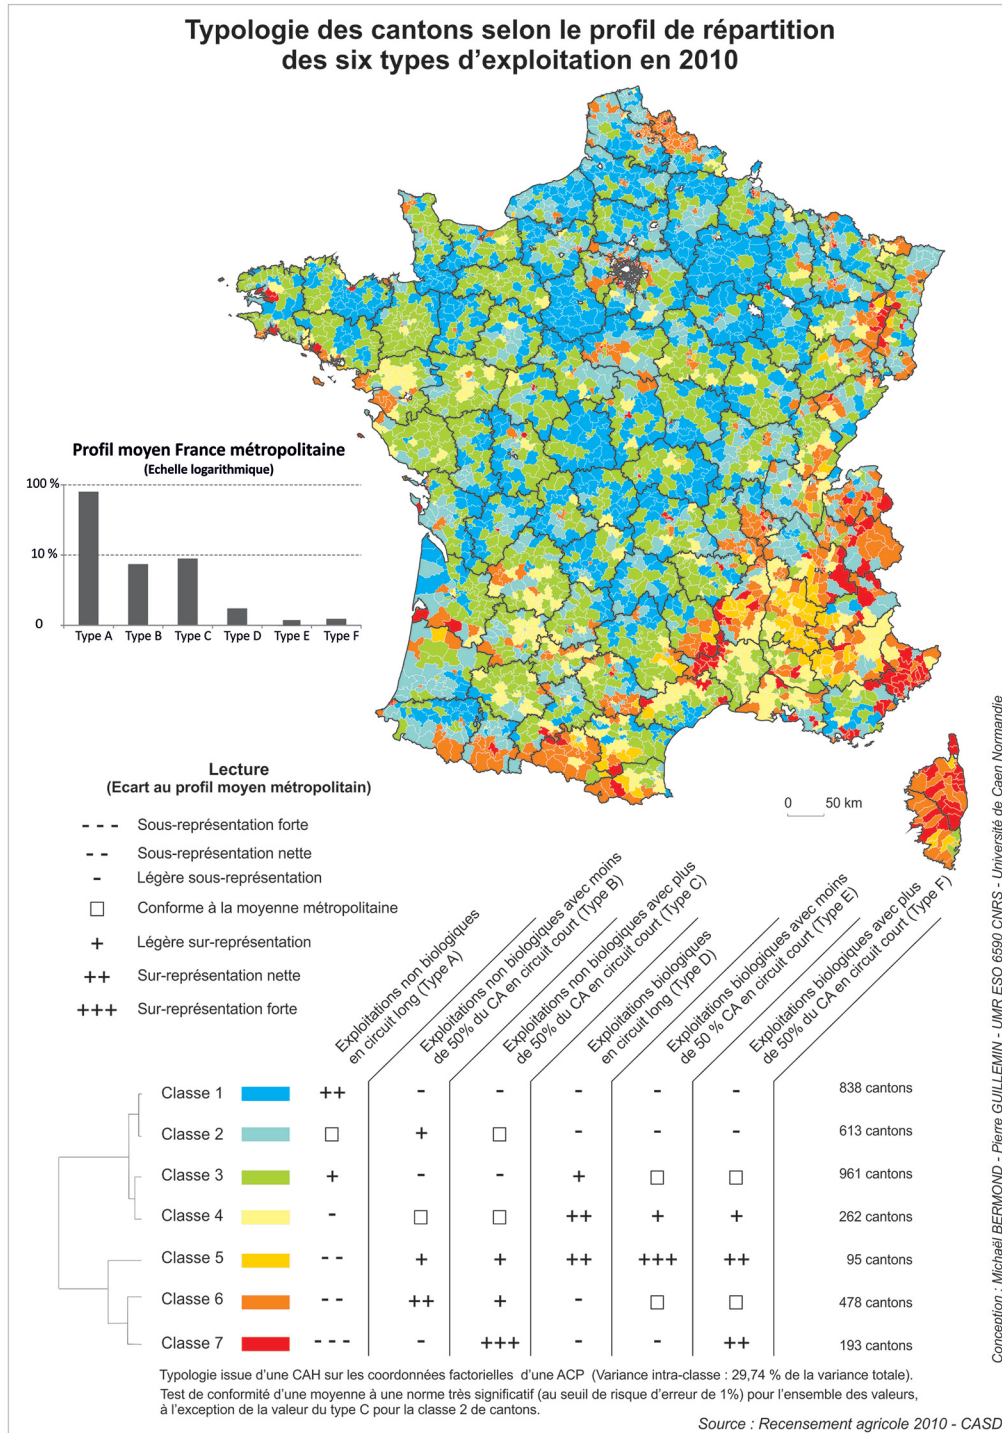 Typologie des cantons selon le profil de répartition
des six types d’exploitation en 2010
Profil moyen France métropolitaine
(Echelle logarithmique)
100 %
10 %
0
Type A Type B Type C Type D Type E Type F
Lecture
(Ecart au profil moyen métropolitain)
- - - Sous-représentation forte
- - Sous-représentation nette
- Légère sous-représentation
□ Conforme à la moyenne métropolitaine
+ Légère sur-représentation
++ Sur-représentation nette
+++ Sur-représentation forte
0 50 km
Exploitations non biologiques
en circuit long (Type A)
Exploitations non biologiques avec moins
de 50% du CA en circuit court (Type B)
Exploitations non biologiques avec plus
de 50% du CA en circuit court (Type C)
Exploitations biologiques
en circuit long (Type D)
Exploitations biologiques avec moins
de 50 % CA en circuit court (Type E)
Exploitations biologiques avec plus
de 50% du CA en circuit court (Type F)
Classe 1 ++ - - - - - 838 cantons
Classe 2 □ + □ - - - 613 cantons
Classe 3 + - - + □ □ 961 cantons
Classe 4 - □ □ ++ + + 262 cantons
Classe 5 - - + + ++ +++ ++ 95 cantons
Classe 6 - - ++ + - □ □ 478 cantons
Classe 7 - - - - +++ - - ++ 193 cantons
Typologie issue d’une CAH sur les coordonnées factorielles d’une ACP (Variance intra-classe : 29,74 % de la variance totale).
Test de conformité d’une moyenne à une norme très significatif (au seuil de risque d’erreur de 1%) pour l’ensemble des valeurs,
à l’exception de la valeur du type C pour la classe 2 de cantons.
Source : Recensement agricole 2010 - CASD
Conception : Michaël BERMOND - Pierre GUILLEMIN - UMR ESO 6590 CNRS - Université de Caen Normandie